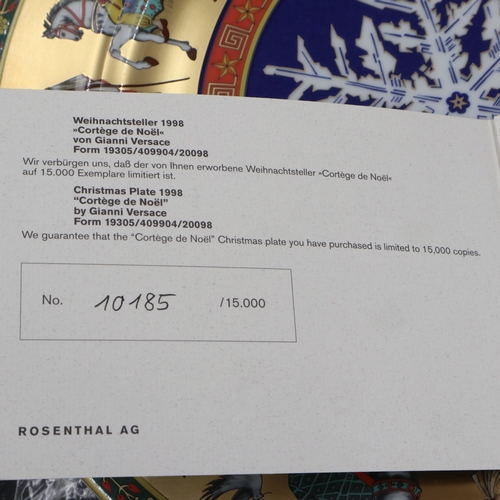 Weihnachtsteller 1998
»Cortège de Noël«
von Gianni Versace
Form 19305/409904/20098
Wir verbürgen uns, daß der von Ihnen erworbene Weihnachtsteller »Cortège de Noël«
auf 15.000 Exemplare limitiert ist.
Christmas Plate 1998
“Cortège de Noël”
by Gianni Versace
Form 19305/409904/20098
We guarantee that the “Cortège de Noël” Christmas plate you have purchased is limited to 15,000 copies.
No. 10185 /15.000
ROSENTHAL AG